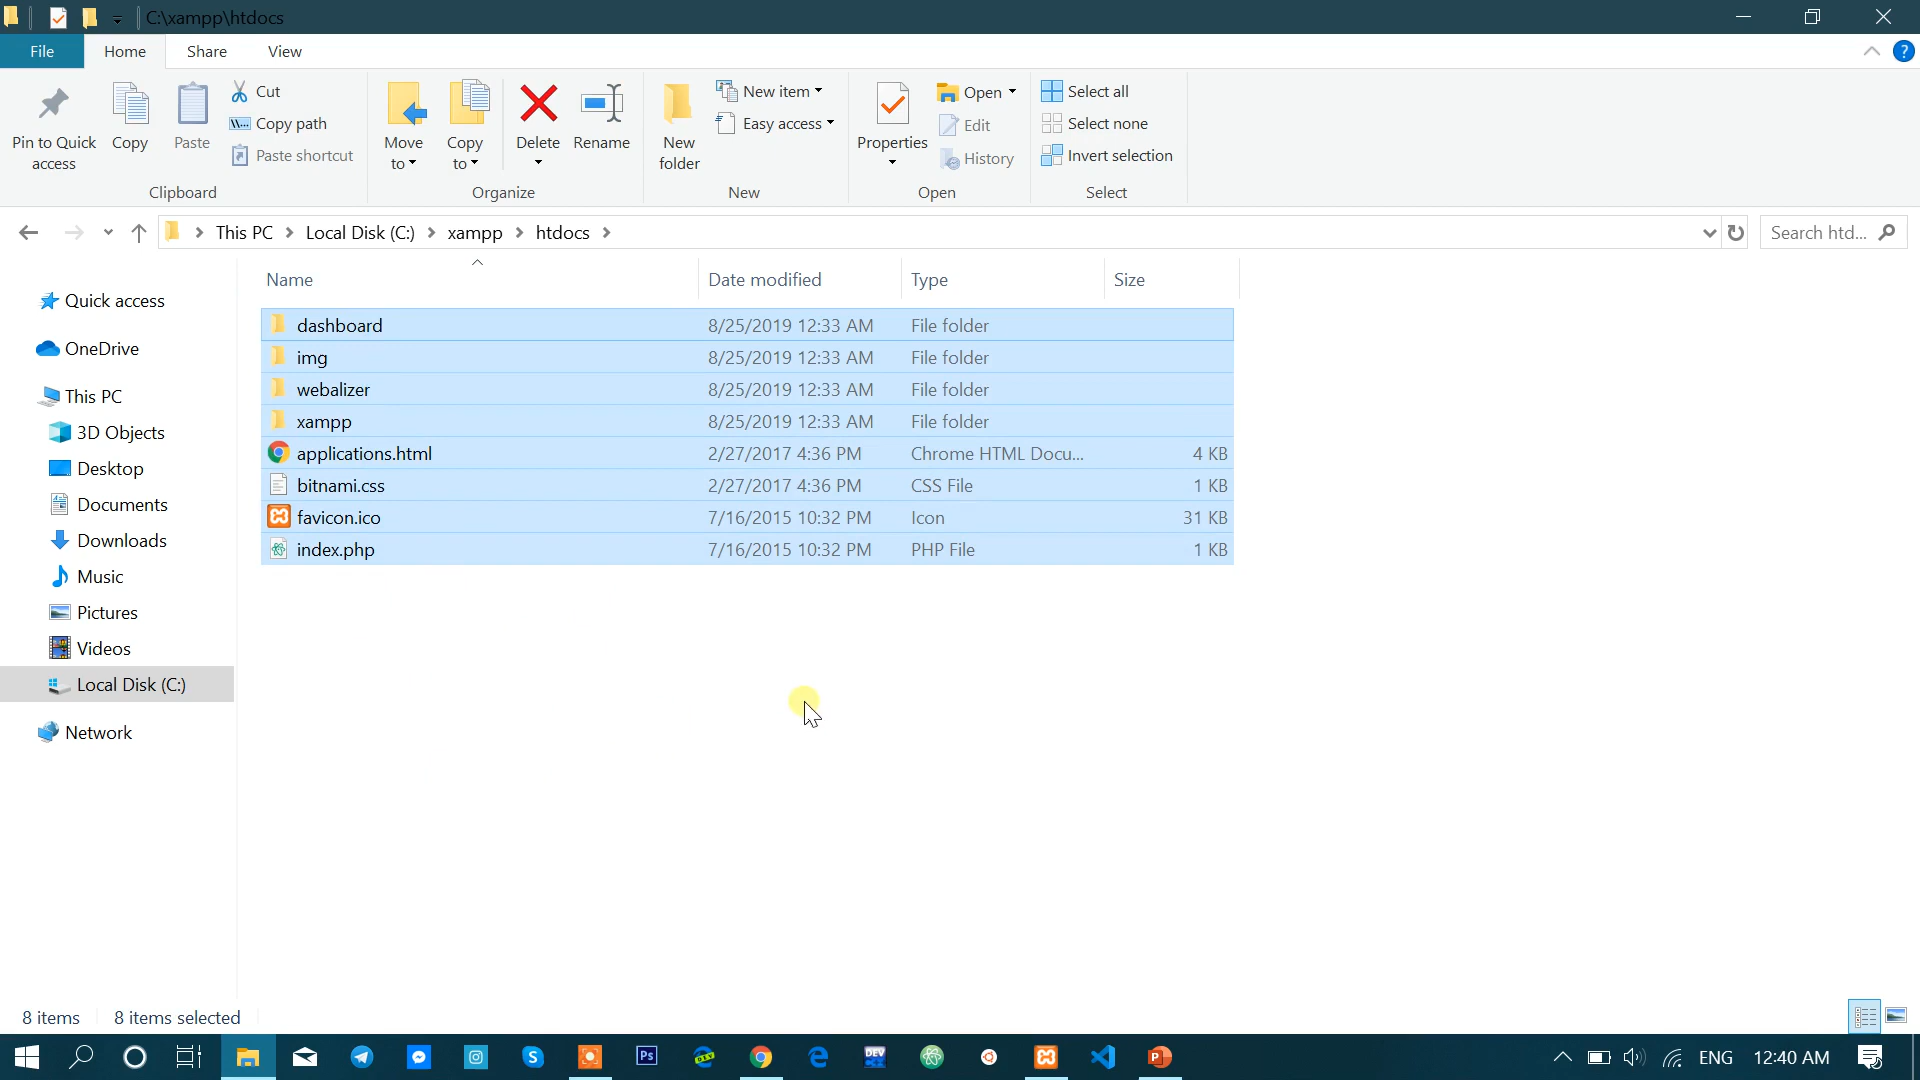 C:\xampp\htdocs
File Home Share View
Pin to Quick access
Copy
Paste
Cut
Copy path
Paste shortcut
Clipboard
Move to
Copy to
Delete
Rename
Organize
New folder
New item
Easy access
New
Properties
Open
Edit
History
Open
Select all
Select none
Invert selection
Select
This PC Local Disk (C:) xampp htdocs
Search htd...
Quick access
OneDrive
This PC
3D Objects
Desktop
Documents
Downloads
Music
Pictures
Videos
Local Disk (C:)
Network
Name Date modified Type Size
dashboard 8/25/2019 12:33 AM File folder
img 8/25/2019 12:33 AM File folder
webalizer 8/25/2019 12:33 AM File folder
xampp 8/25/2019 12:33 AM File folder
applications.html 2/27/2017 4:36 PM Chrome HTML Docu... 4 KB
bitnami.css 2/27/2017 4:36 PM CSS File 1 KB
favicon.ico 7/16/2015 10:32 PM Icon 31 KB
index.php 7/16/2015 10:32 PM PHP File 1 KB
8 items 8 items selected
Ps DEV ENG 12:40 AM